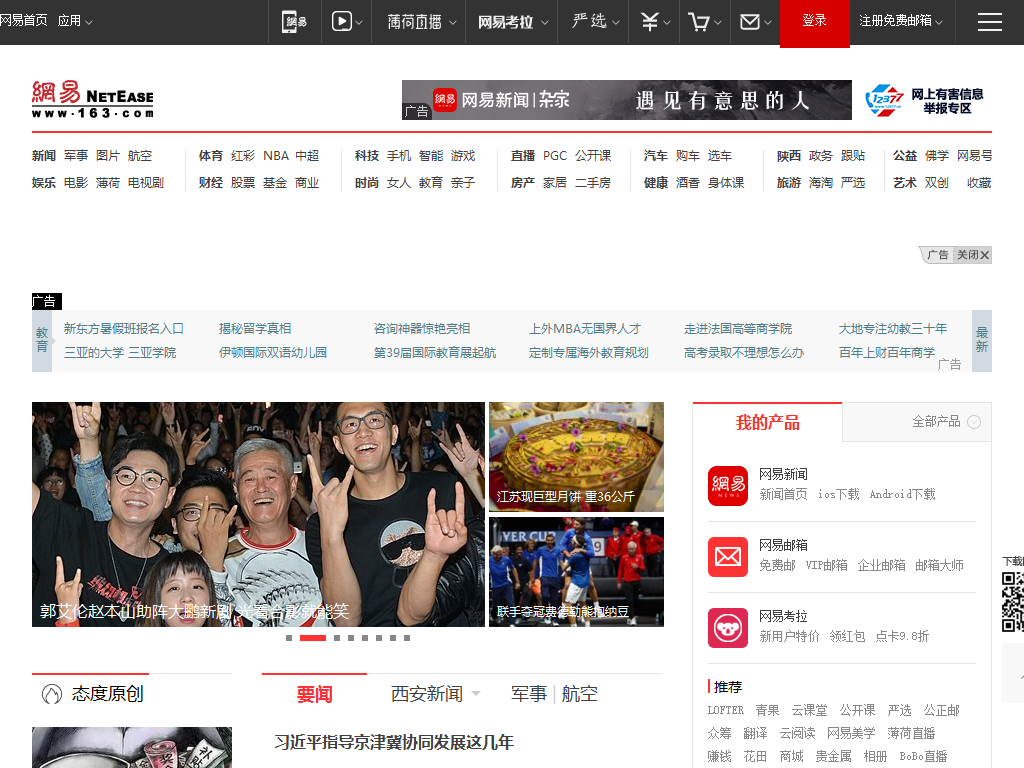 网易首页 应用 網易 薄荷直播 网易考拉 严选 登录 注册免费邮箱
網易 NETEASE
www.163.com
广告 網易 网易新闻 | 杂家 遇见有意思的人
12377 网上有害信息
举报专区
新闻 军事 图片 航空 体育 红彩 NBA 中超 科技 手机 智能 游戏 直播 PGC 公开课 汽车 购车 选车 陕西 政务 跟贴 公益 佛学 网易号
娱乐 电影 薄荷 电视剧 财经 股票 基金 商业 时尚 女人 教育 亲子 房产 家居 二手房 健康 酒香 身体课 旅游 海淘 严选 艺术 双创 收藏
广告 关闭X
广告
教育 新东方暑假班报名入口 揭秘留学真相 咨询神器惊艳亮相 上外MBA无国界人才 走进法国高等商学院 大地专注幼教三十年 最新
三亚的大学 三亚学院 伊顿国际双语幼儿园 第39届国际教育展起航 定制专属海外教育规划 高考录取不理想怎么办 百年上财百年商学
广告
郭艾伦赵本山助阵大鹏新剧 光看合影就能笑
江苏现巨型月饼 重36公斤
联手夺冠费德勒熊抱纳豆
我的产品 全部产品
網易 NEWS 网易新闻
新闻首页 ios下载 Android下载
网易邮箱
免费邮 VIP邮箱 企业邮箱 邮箱大师
网易考拉
新用户特价 领红包 点卡9.8折
推荐
LOFTER 青果 云课堂 公开课 严选 公正邮
众筹 翻译 云阅读 网易美学 薄荷直播
赚钱 花田 商城 贵金属 相册 BoBo直播
下载
态度原创
要闻 西安新闻 军事 | 航空
习近平指导京津冀协同发展这几年